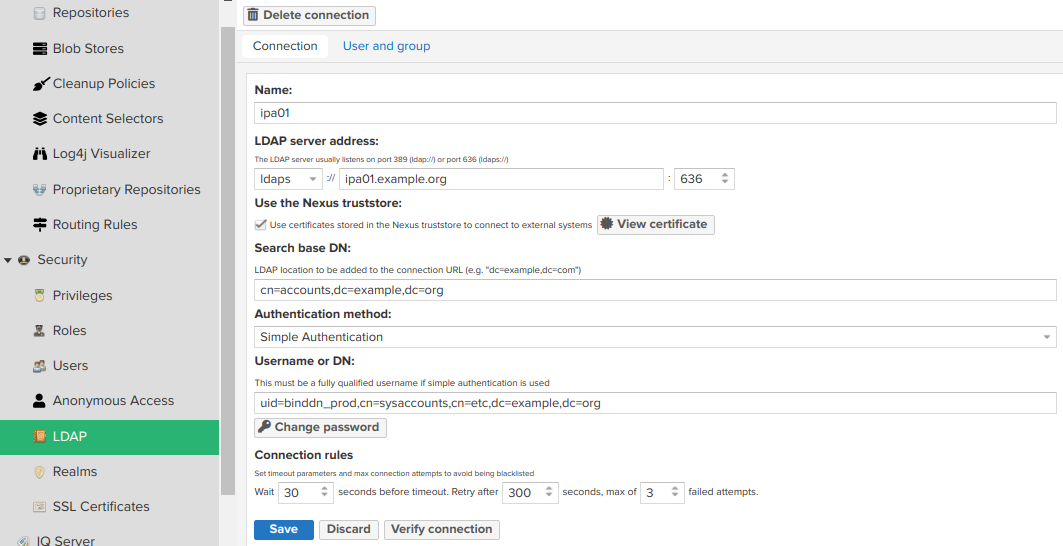 Repositories
Blob Stores
Cleanup Policies
Content Selectors
Log4j Visualizer
Proprietary Repositories
Routing Rules
Security
Privileges
Roles
Users
Anonymous Access
LDAP
Realms
SSL Certificates
IQ Server
Delete connection
Connection User and group
Name:
ipa01
LDAP server address:
The LDAP server usually listens on port 389 (ldap://) or port 636 (ldaps://)
ldaps :// ipa01.example.org : 636
Use the Nexus truststore:
Use certificates stored in the Nexus truststore to connect to external systems View certificate
Search base DN:
LDAP location to be added to the connection URL (e.g. "dc=example,dc=com")
cn=accounts,dc=example,dc=org
Authentication method:
Simple Authentication
Username or DN:
This must be a fully qualified username if simple authentication is used
uid=binddn_prod,cn=sysaccounts,cn=etc,dc=example,dc=org
Change password
Connection rules
Set timeout parameters and max connection attempts to avoid being blacklisted
Wait 30 seconds before timeout. Retry after 300 seconds, max of 3 failed attempts.
Save Discard Verify connection